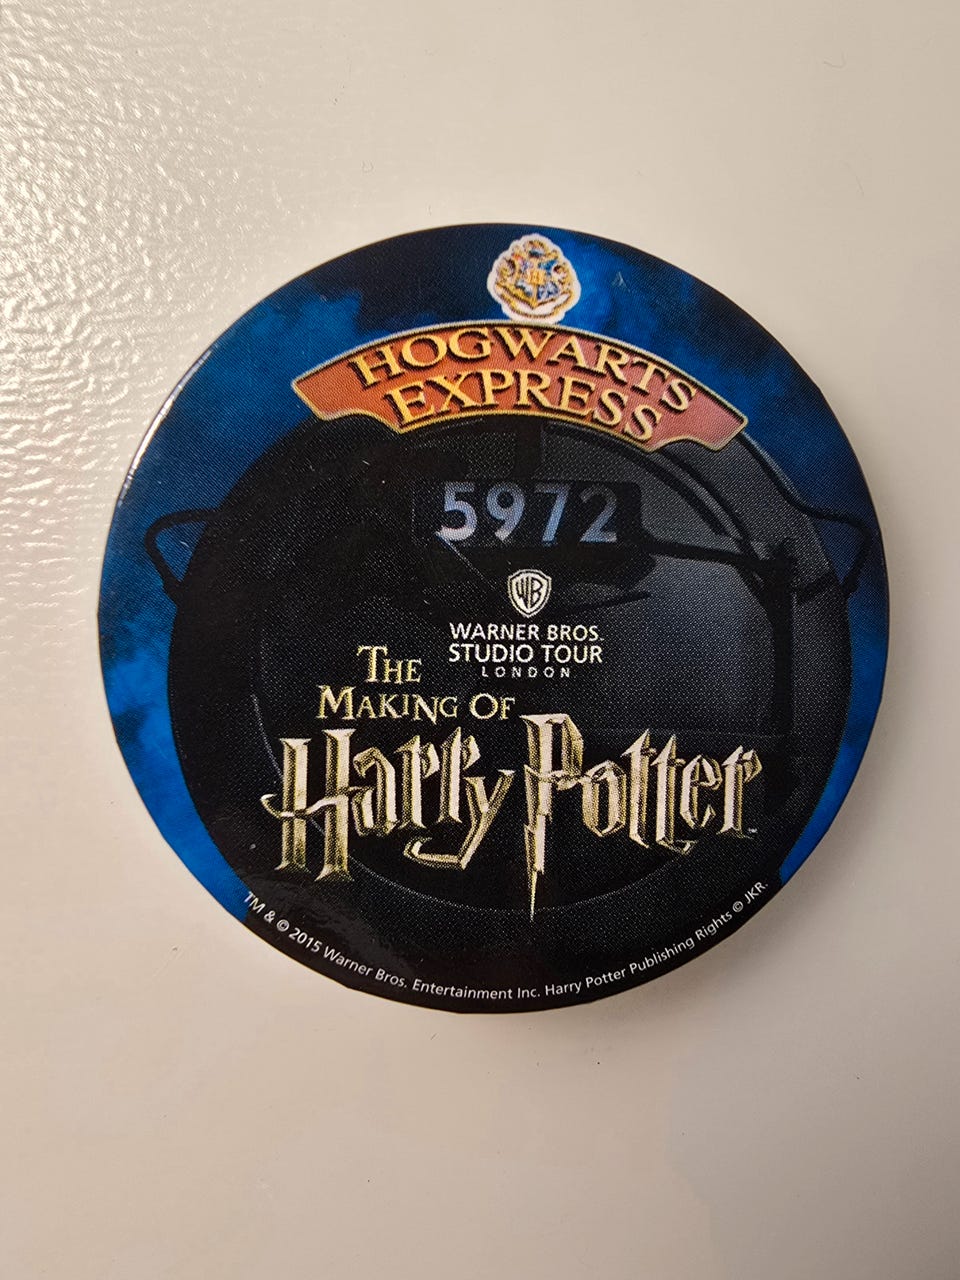 HOGWARTS
EXPRESS
5972
WB
WARNER BROS.
STUDIO TOUR
LONDON
THE
MAKING OF
Harry Potter™
TM & © 2015 Warner Bros. Entertainment Inc. Harry Potter Publishing Rights © JKR.